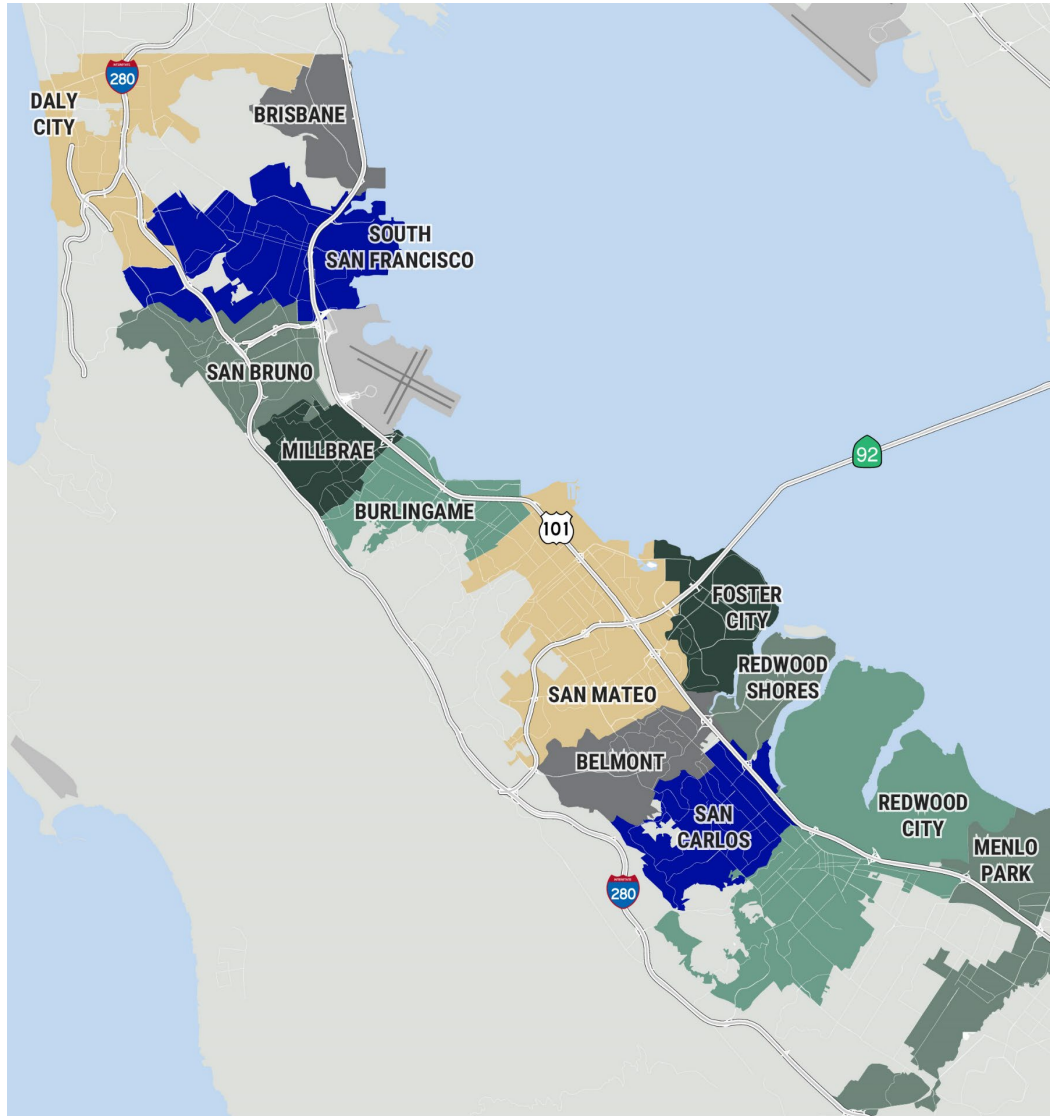 280
DALY
CITY
BRISBANE
SOUTH
SAN FRANCISCO
SAN BRUNO
MILLBRAE
BURLINGAME
92
101
FOSTER
CITY
REDWOOD
SHORES
SAN MATEO
BELMONT
SAN
CARLOS
REDWOOD
CITY
MENLO
PARK
280